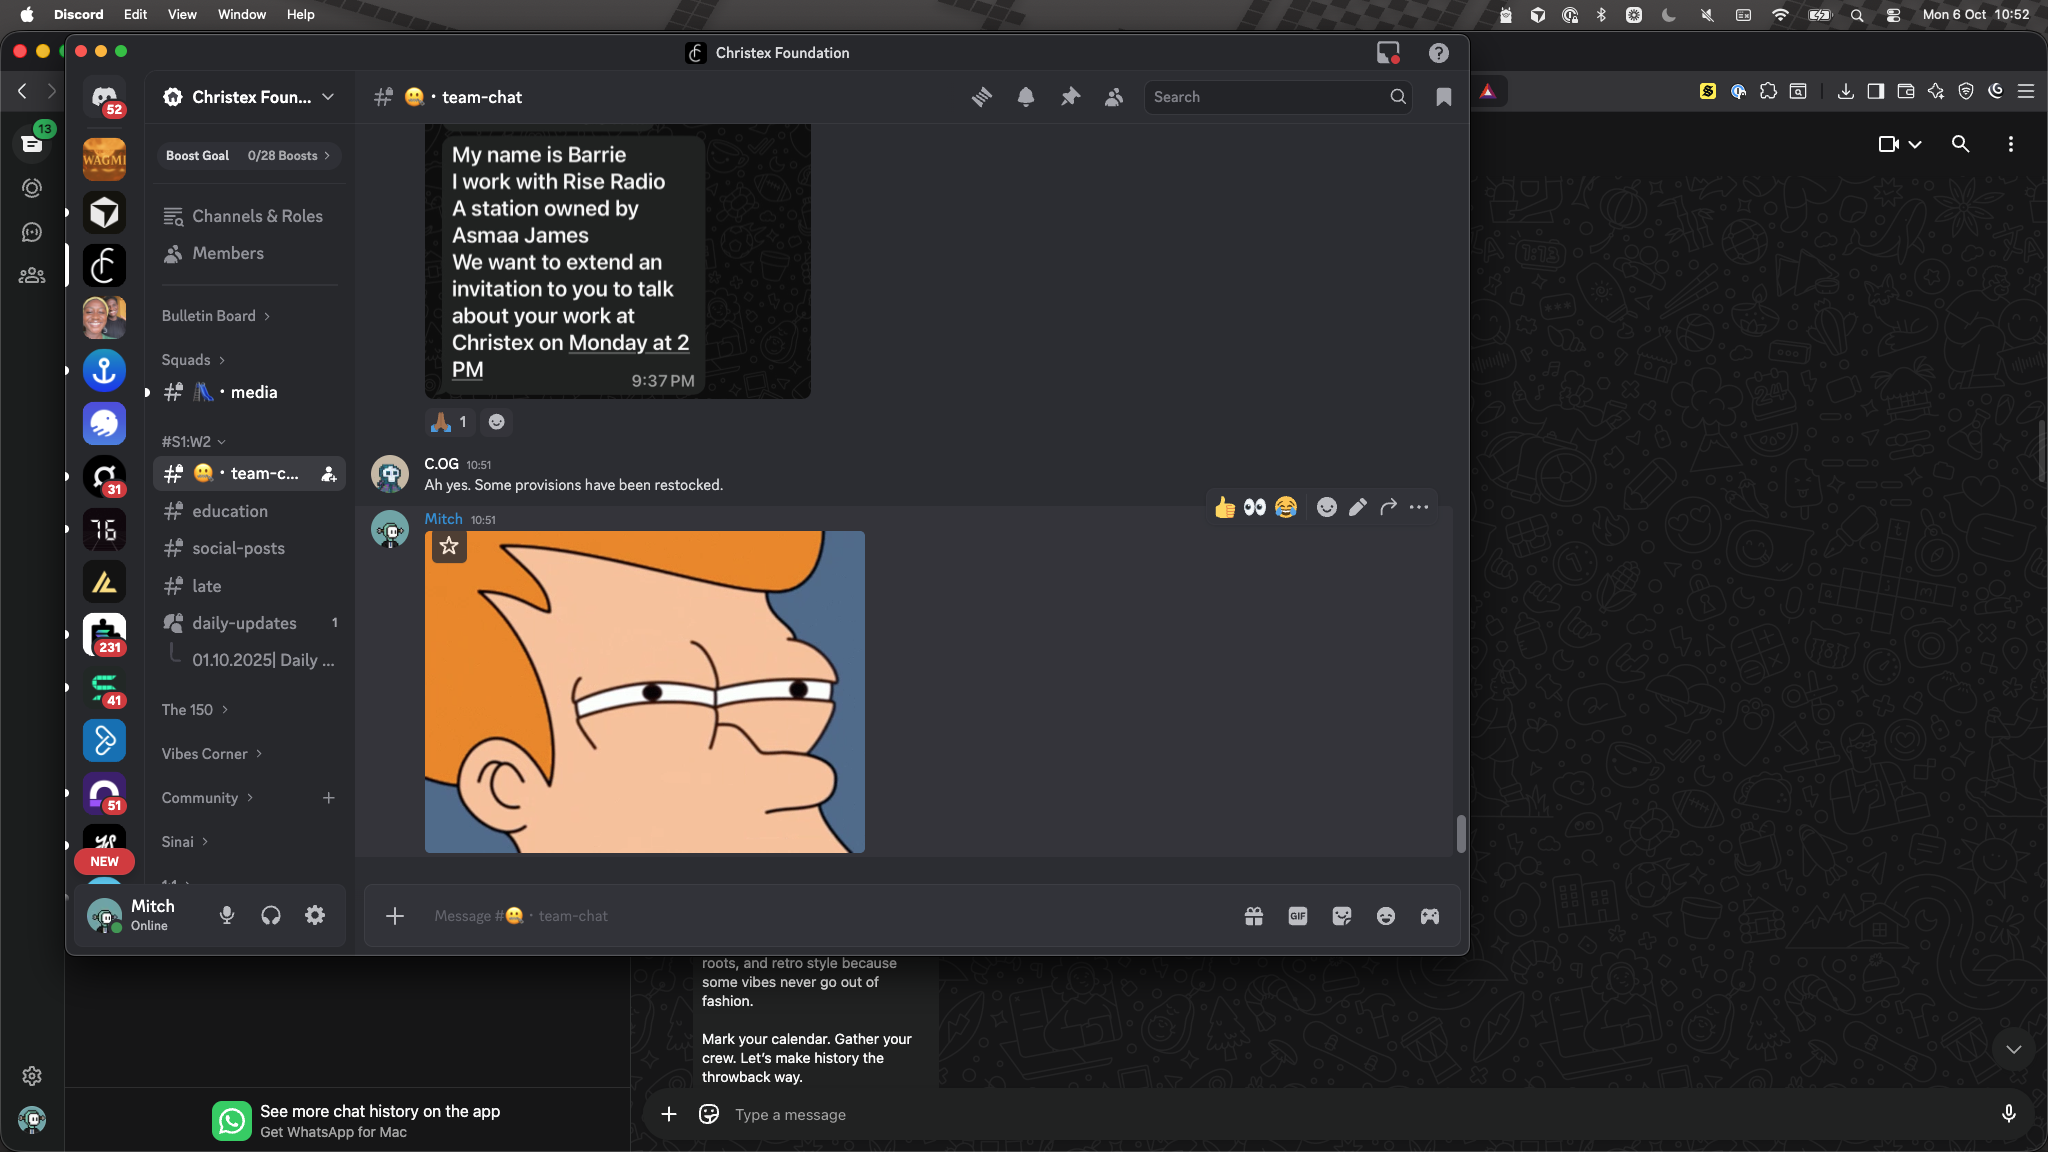 Discord Edit View Window Help
Mon 6 Oct 10:52
Christex Foundation
52
Christex Foun...
team-chat
Search
13
WAGMI
Boost Goal 0/28 Boosts
Channels & Roles
Members
Bulletin Board
Squads
media
#S1:W2
team-c...
31
education
76
social-posts
late
daily-updates 1
231
01.10.2025| Daily ...
41
The 150
Vibes Corner
51
Community
Sinai
NEW
Mitch
Online
My name is Barrie
I work with Rise Radio
A station owned by
Asmaa James
We want to extend an
invitation to you to talk
about your work at
Christex on Monday at 2
PM
9:37 PM
1
C.OG 10:51
Ah yes. Some provisions have been restocked.
Mitch 10:51
Message # team-chat
GIF
roots, and retro style because
some vibes never go out of
fashion.
Mark your calendar. Gather your
crew. Let's make history the
throwback way.
See more chat history on the app
Get WhatsApp for Mac
Type a message